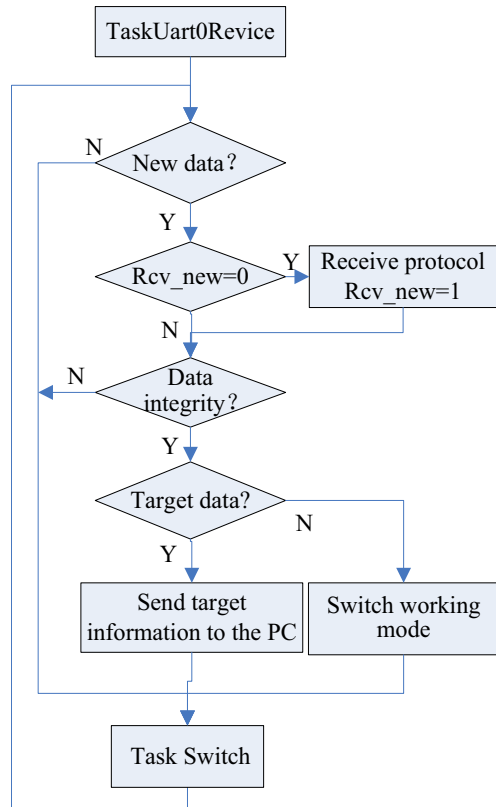 TaskUart0Revice
N
New data？
Y
Rcv_new=0
Y
Receive protocol
Rcv_new=1
N
N
Data
integrity？
Y
Target data?
N
Y
Send target
information to the PC
Switch working
mode
Task Switch